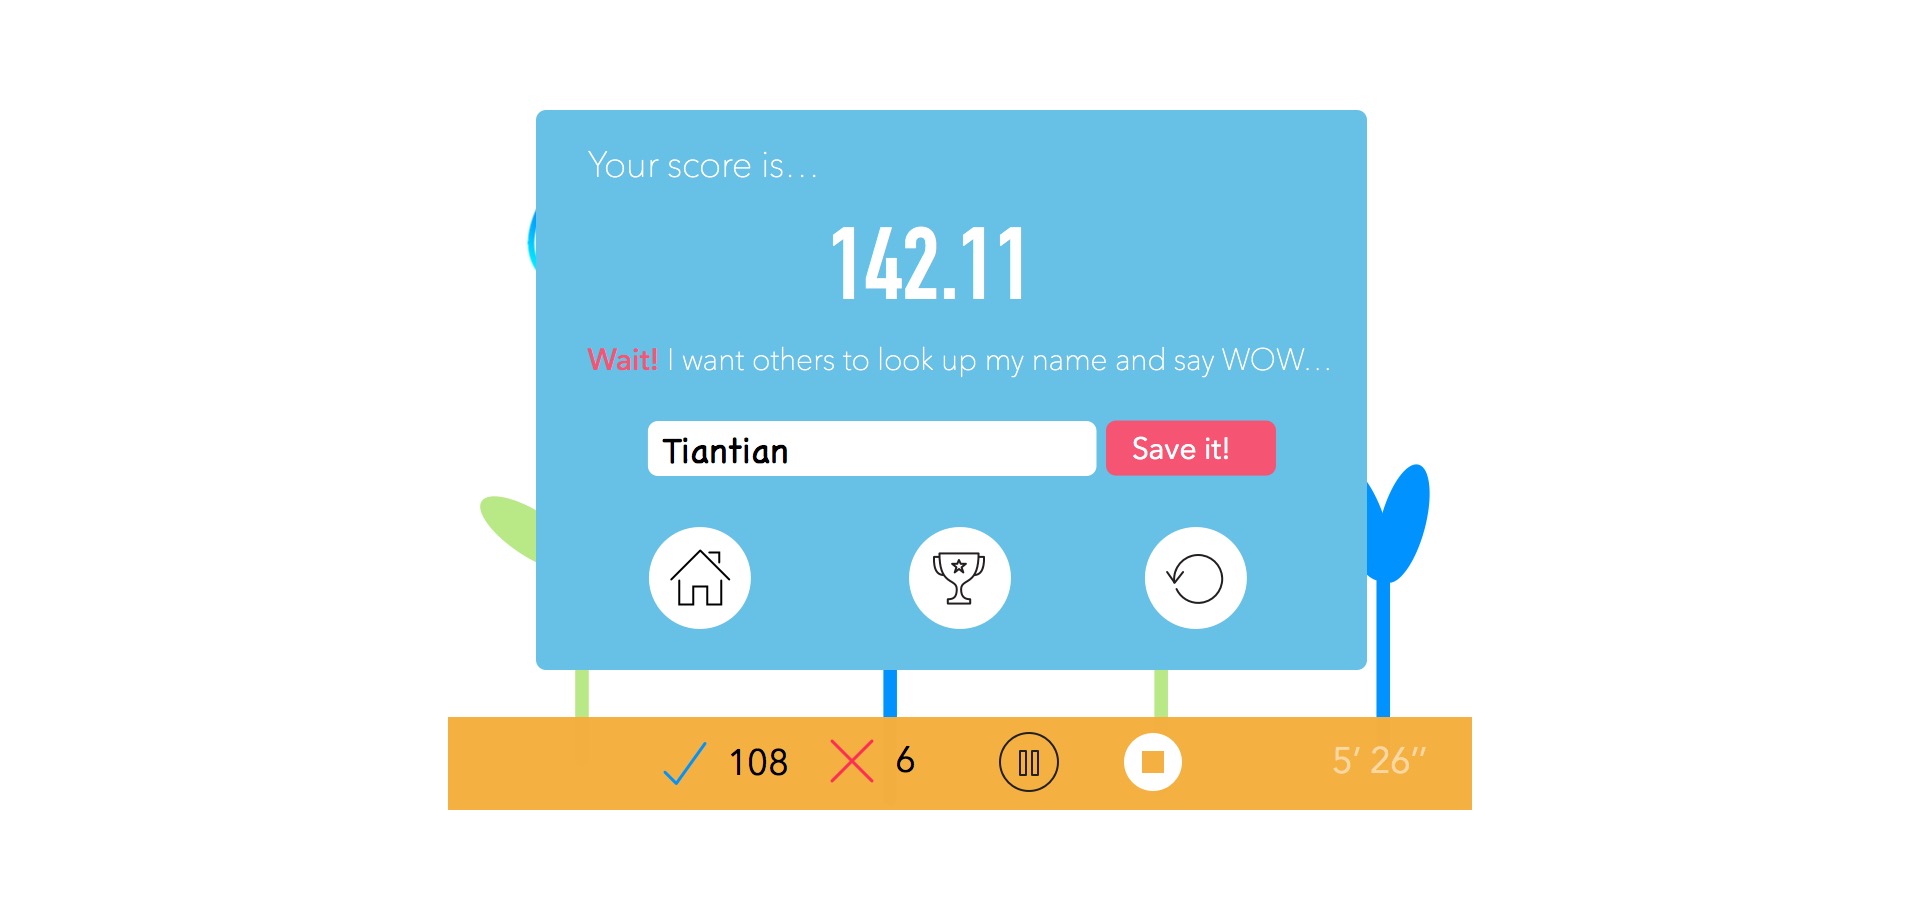 Your score is...
142.11
Wait! I want others to look up my name and say WOW...
Tiantian
Save it!
108 6 5’ 26’’